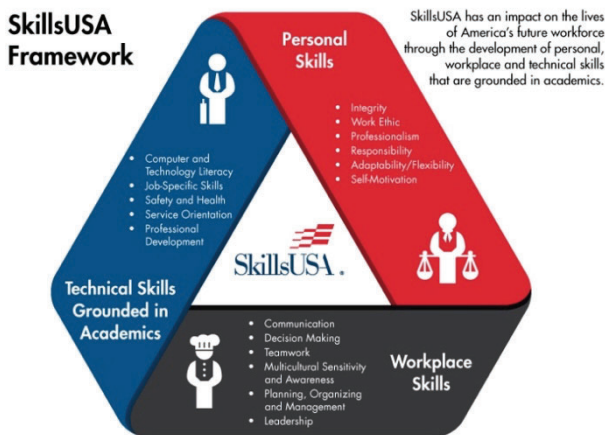 SkillsUSA
Framework
SkillsUSA has an impact on the lives
of America's future workforce
through the development of personal,
workplace and technical skills
that are grounded in academics.
Personal
Skills
• Integrity
• Work Ethic
• Professionalism
• Responsibility
• Adaptability/Flexibility
• Self-Motivation
• Computer and
Technology Literacy
• Job-Specific Skills
• Safety and Health
• Service Orientation
• Professional
Development
SkillsUSA®
Technical Skills
Grounded in
Academics
• Communication
• Decision Making
• Teamwork
• Multicultural Sensitivity
and Awareness
• Planning, Organizing
and Management
• Leadership
Workplace
Skills